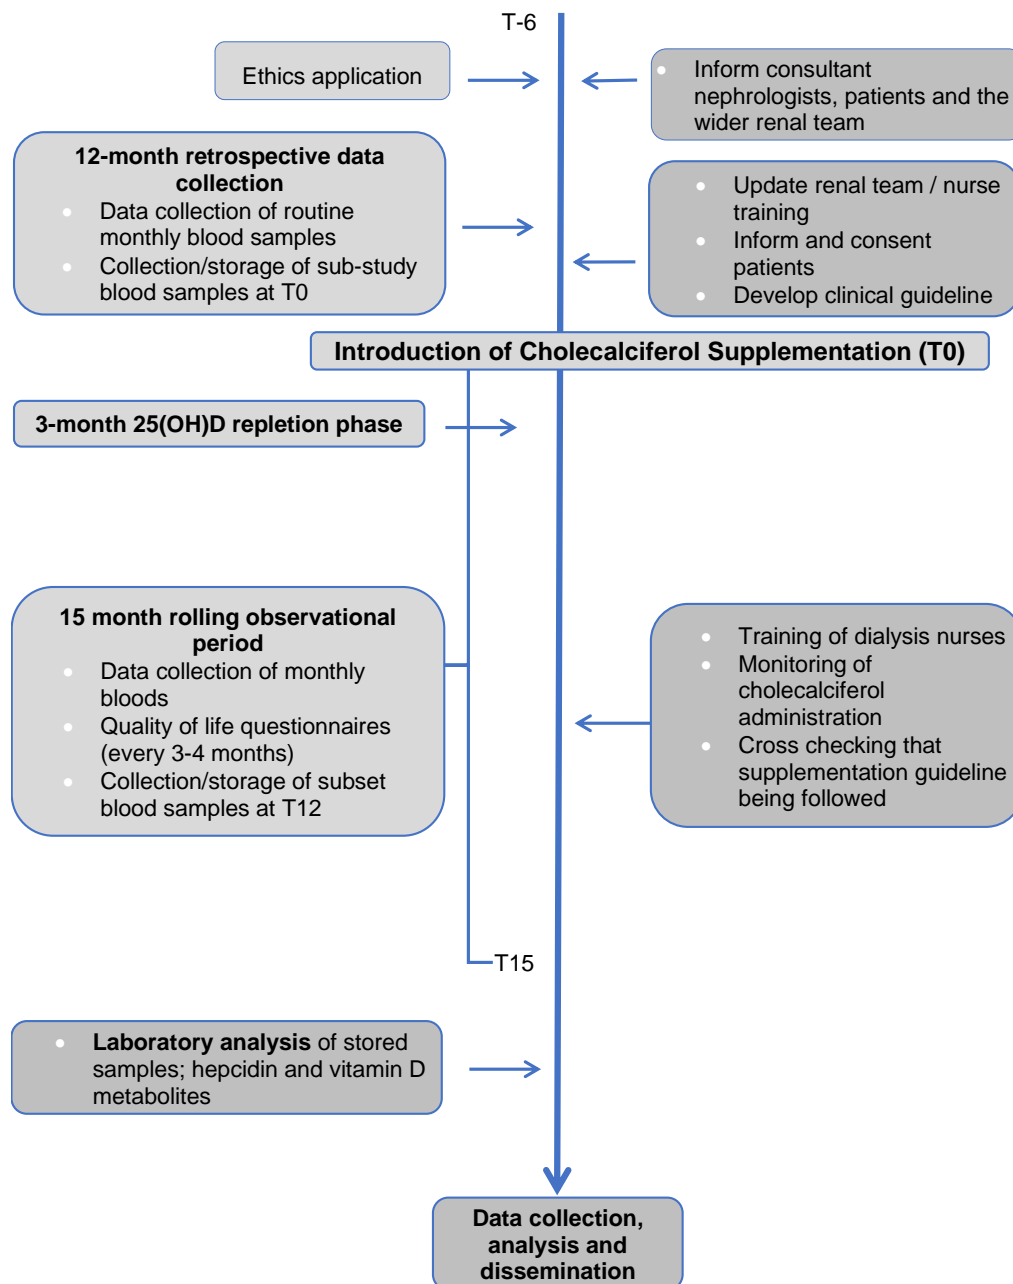 T-6
Ethics application
• Inform consultant
nephrologists, patients and the
wider renal team
12-month retrospective data
collection
• Data collection of routine
monthly blood samples
• Collection/storage of sub-study
blood samples at T0
• Update renal team / nurse
training
• Inform and consent
patients
• Develop clinical guideline
Introduction of Cholecalciferol Supplementation (T0)
3-month 25(OH)D repletion phase
15 month rolling observational
period
• Data collection of monthly
bloods
• Quality of life questionnaires
(every 3-4 months)
• Collection/storage of subset
blood samples at T12
• Training of dialysis nurses
• Monitoring of
cholecalciferol
administration
• Cross checking that
supplementation guideline
being followed
T15
• Laboratory analysis of stored
samples; hepcidin and vitamin D
metabolites
Data collection,
analysis and
dissemination